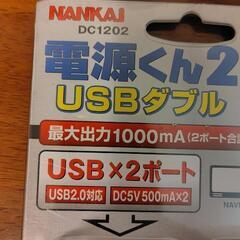 NANKAI
DC1202
電源くん2
USBダブル
最大出力1000mA(2ポート合
USB×2ポート
USB2.0対応 DC5V 500mA×2
NAVI